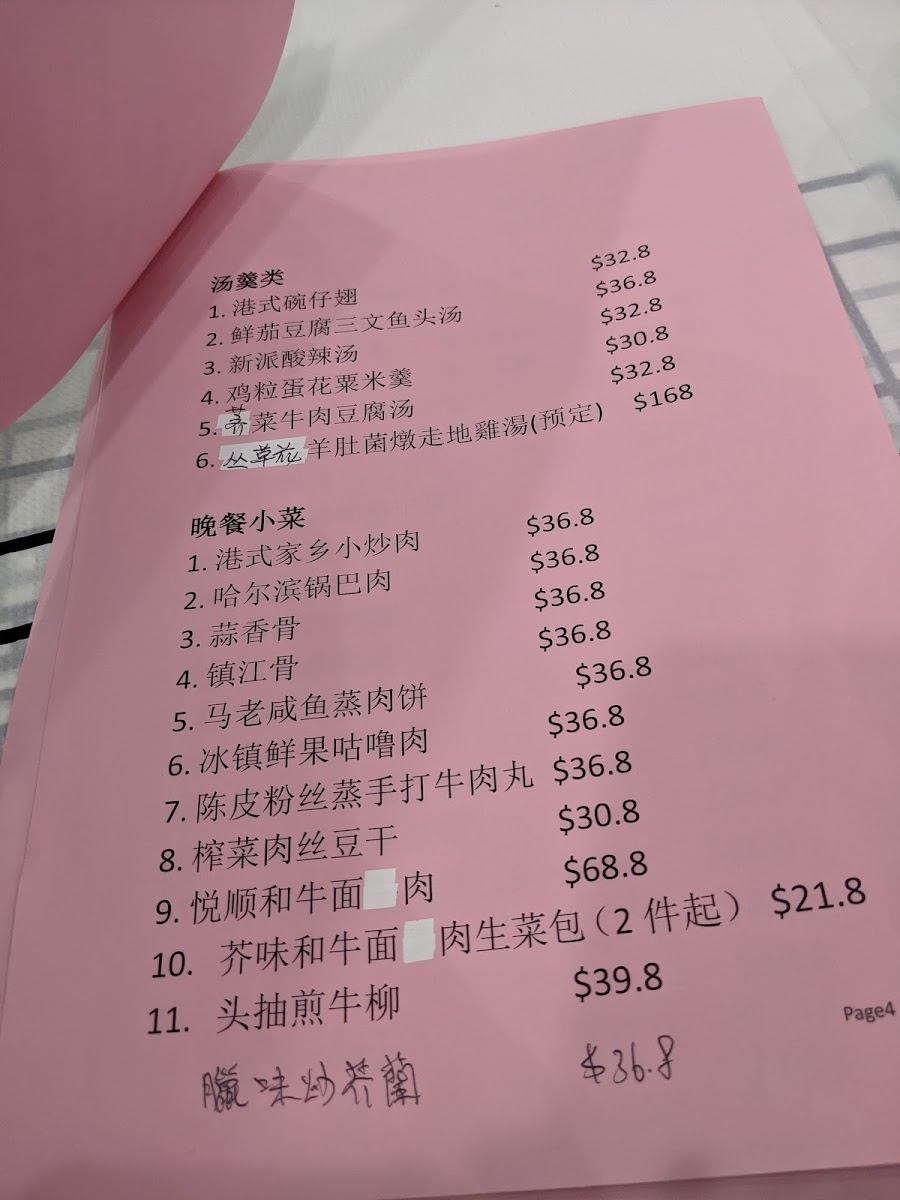 汤羹类
1. 港式碗仔翅 $32.8
2. 鲜茄豆腐三文鱼头汤 $36.8
3. 新派酸辣汤 $32.8
4. 鸡粒蛋花粟米羹 $30.8
5. 荠菜牛肉豆腐汤 $32.8
6. 丛草花羊肚菌燉走地雞湯(预定) $168
晚餐小菜
1. 港式家乡小炒肉 $36.8
2. 哈尔滨锅巴肉 $36.8
3. 蒜香骨 $36.8
4. 镇江骨 $36.8
5. 马老咸鱼蒸肉饼 $36.8
6. 冰镇鲜果咕噜肉 $36.8
7. 陈皮粉丝蒸手打牛肉丸 $36.8
8. 榨菜肉丝豆干 $30.8
9. 悦顺和牛面 肉 $68.8
10. 芥味和牛面 肉生菜包（2 件起） $21.8
11. 头抽煎牛柳 $39.8
Page4
臘味炒芥蘭 $36.8